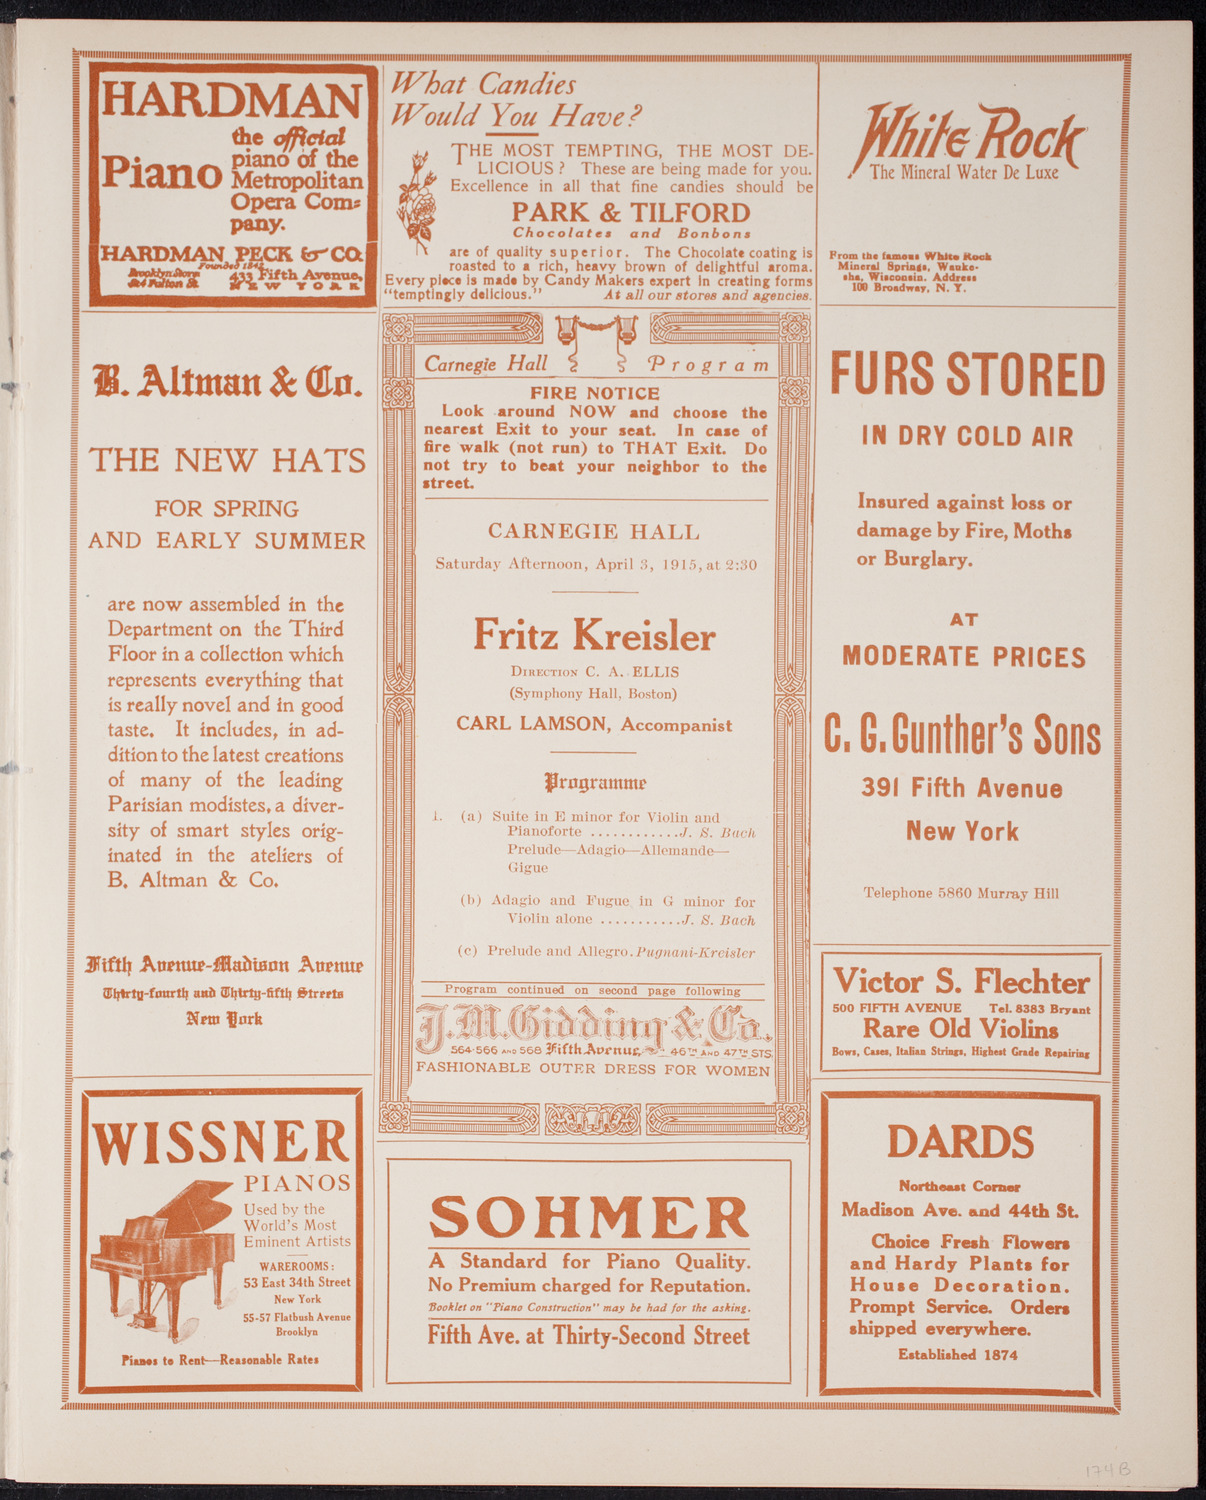 HARDMAN
Piano
the official
piano of the
Metropolitan
Opera Com=
pany.
HARDMAN, PECK & CO.
Founded 1842
Brooklyn Store
524 Fulton St.
433 Fifth Avenue,
NEW YORK
What Candies
Would You Have?
THE MOST TEMPTING, THE MOST DE-
LICIOUS? These are being made for you.
Excellence in all that fine candies should be
PARK & TILFORD
Chocolates and Bonbons
are of quality superior. The Chocolate coating is
roasted to a rich, heavy brown of delightful aroma.
Every piece is made by Candy Makers expert in creating forms
"temptingly delicious." At all our stores and agencies.
White Rock
The Mineral Water De Luxe
From the famous White Rock
Mineral Springs, Wauke-
sha, Wisconsin. Address
100 Broadway, N. Y.
B. Altman & Co.
THE NEW HATS
FOR SPRING
AND EARLY SUMMER
are now assembled in the
Department on the Third
Floor in a collection which
represents everything that
is really novel and in good
taste. It includes, in ad-
dition to the latest creations
of many of the leading
Parisian modistes, a diver-
sity of smart styles orig-
inated in the ateliers of
B. Altman & Co.
Fifth Avenue-Madison Avenue
Thirty-fourth and Thirty-fifth Streets
New York
Carnegie Hall Program
FIRE NOTICE
Look around NOW and choose the
nearest Exit to your seat. In case of
fire walk (not run) to THAT Exit. Do
not try to beat your neighbor to the
street.
CARNEGIE HALL
Saturday Afternoon, April 3, 1915, at 2:30
Fritz Kreisler
DIRECTION C. A. ELLIS
(Symphony Hall, Boston)
CARL LAMSON, Accompanist
Programme
1. (a) Suite in E minor for Violin and
Pianoforte ............J. S. Bach
Prelude—Adagio—Allemande—
Gigue
(b) Adagio and Fugue in G minor for
Violin alone ...........J. S. Bach
(c) Prelude and Allegro.Pugnani-Kreisler
Program continued on second page following
J. M. Gidding & Co.
564-566 AND 568 Fifth Avenue, 46TH AND 47TH STS.
FASHIONABLE OUTER DRESS FOR WOMEN
FURS STORED
IN DRY COLD AIR
Insured against loss or
damage by Fire, Moths
or Burglary.
AT
MODERATE PRICES
C. G. Gunther's Sons
391 Fifth Avenue
New York
Telephone 5860 Murray Hill
Victor S. Flechter
500 FIFTH AVENUE Tel. 8383 Bryant
Rare Old Violins
Bows, Cases, Italian Strings, Highest Grade Repairing
WISSNER
PIANOS
Used by the
World's Most
Eminent Artists
WAREROOMS:
53 East 34th Street
New York
55-57 Flatbush Avenue
Brooklyn
Pianos to Rent—Reasonable Rates
SOHMER
A Standard for Piano Quality.
No Premium charged for Reputation.
Booklet on "Piano Construction" may be had for the asking.
Fifth Ave. at Thirty-Second Street
DARDS
Northeast Corner
Madison Ave. and 44th St.
Choice Fresh Flowers
and Hardy Plants for
House Decoration.
Prompt Service. Orders
shipped everywhere.
Established 1874
174B